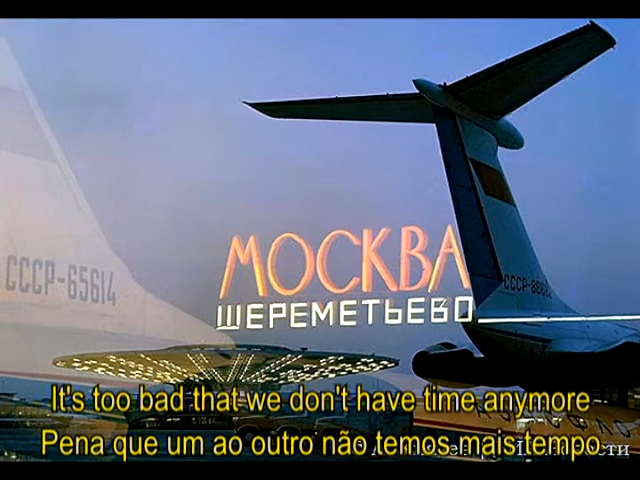 МОСКВА
ШЕРЕМЕТЬЕВО
СССР-65614
It's too bad that we don't have time anymore
Pena que um ao outro não temos mais tempo